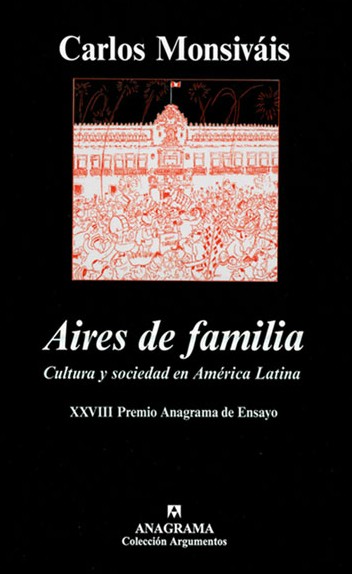 Carlos Monsiváis
Aires de familia
Cultura y sociedad en América Latina
XXVIII Premio Anagrama de Ensayo
ANAGRAMA
Colección Argumentos